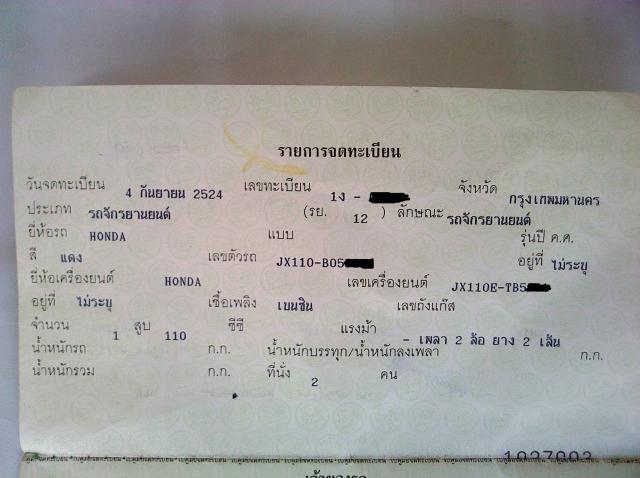 รายการจดทะเบียน
วันจดทะเบียน 4 กันยายน 2524 เลขทะเบียน 1ง - จังหวัด กรุงเทพมหานคร
ประเภท รถจักรยานยนต์ (รย. 12 ) ลักษณะ รถจักรยานยนต์
ยี่ห้อรถ HONDA แบบ รุ่นปี ค.ศ.
สี แดง เลขตัวรถ JX110-B05 อยู่ที่ ไม่ระบุ
ยี่ห้อเครื่องยนต์ HONDA เลขเครื่องยนต์ JX110E-TB5
อยู่ที่ ไม่ระบุ เชื้อเพลิง เบนซิน เลขถังแก๊ส
จำนวน 1 สูบ 110 ซีซี แรงม้า - เพลา 2 ล้อ ยาง 2 เส้น
น้ำหนักรถ ก.ก. น้ำหนักบรรทุก/น้ำหนักลงเพลา ก.ก.
น้ำหนักรวม ก.ก. ที่นั่ง 2 คน